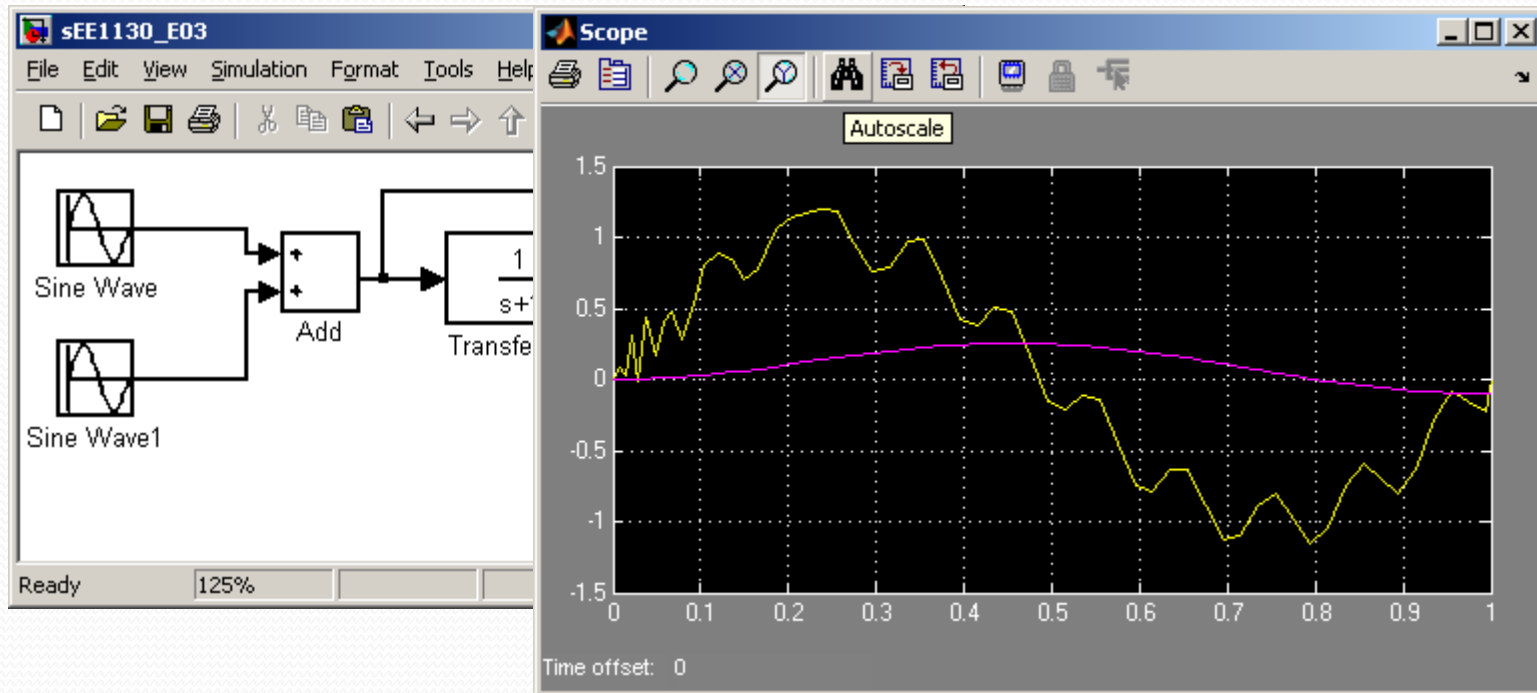 sEE1130_E03
File Edit View Simulation Format Tools Help
Sine Wave
Sine Wave1
Add
1
s+1
Transfe
Ready 125%
Scope
Autoscale
1.5
1
0.5
0
-0.5
-1
-1.5
0 0.1 0.2 0.3 0.4 0.5 0.6 0.7 0.8 0.9 1
Time offset: 0